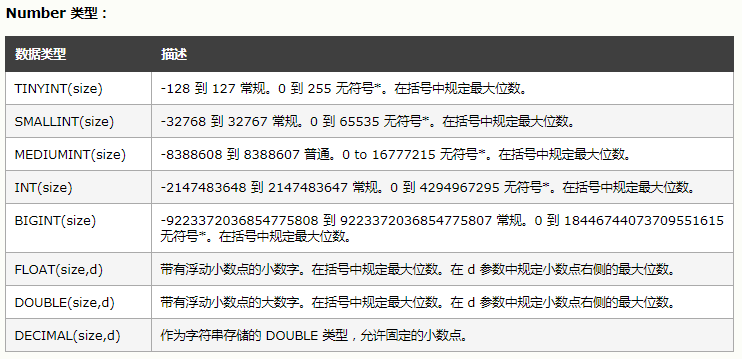 Number 类型：
数据类型 描述
TINYINT(size) -128 到 127 常规。0 到 255 无符号*。在括号中规定最大位数。
SMALLINT(size) -32768 到 32767 常规。0 到 65535 无符号*。在括号中规定最大位数。
MEDIUMINT(size) -8388608 到 8388607 普通。0 to 16777215 无符号*。在括号中规定最大位数。
INT(size) -2147483648 到 2147483647 常规。0 到 4294967295 无符号*。在括号中规定最大位数。
BIGINT(size) -9223372036854775808 到 9223372036854775807 常规。0 到 18446744073709551615
无符号*。在括号中规定最大位数。
FLOAT(size,d) 带有浮动小数点的小数字。在括号中规定最大位数。在 d 参数中规定小数点右侧的最大位数。
DOUBLE(size,d) 带有浮动小数点的大数字。在括号中规定最大位数。在 d 参数中规定小数点右侧的最大位数。
DECIMAL(size,d) 作为字符串存储的 DOUBLE 类型，允许固定的小数点。